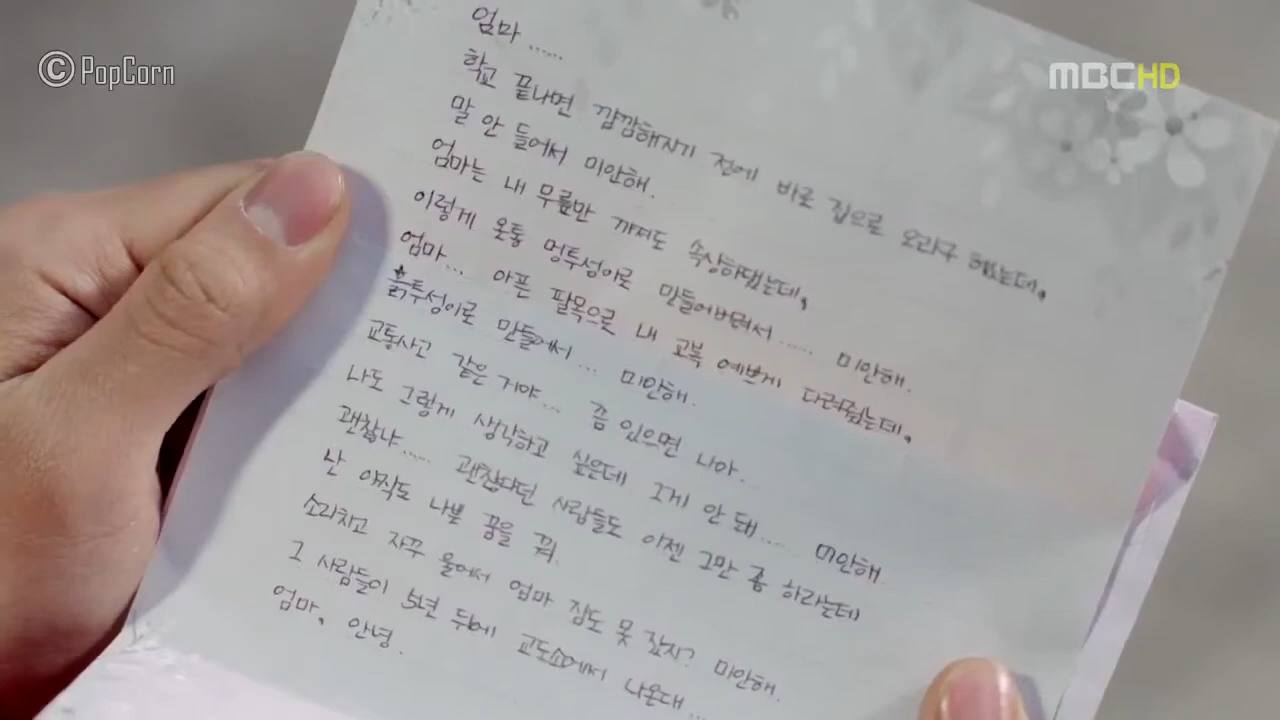 © PopCorn
MBC HD
엄마......
학교 끝나면 깜깜해지기 전에 바로 집으로 오라구 했는데,
말 안 들어서 미안해.
엄마는 내 무릎만 까져도 속상하댔는데,
이렇게 온통 멍투성이로 만들어버려서...... 미안해.
엄마... 아픈 팔목으로 내 교복 예쁘게 다려줬는데,
흙투성이로 만들어서... 미안해.
교통사고 같은 거야... 좀 있으면 나아.
나도 그렇게 생각하고 싶은데 그게 안 돼.... 미안해.
괜찮냐..... 괜찮냐던 사람들도 이젠 그만 좀 하라는데
난 아직도 나쁜 꿈을 꿔.
소리치고 자꾸 울어서 엄마 잠도 못 잤지? 미안해.
그 사람들이 5년 뒤에 교도소에서 나온대...
엄마, 안녕.